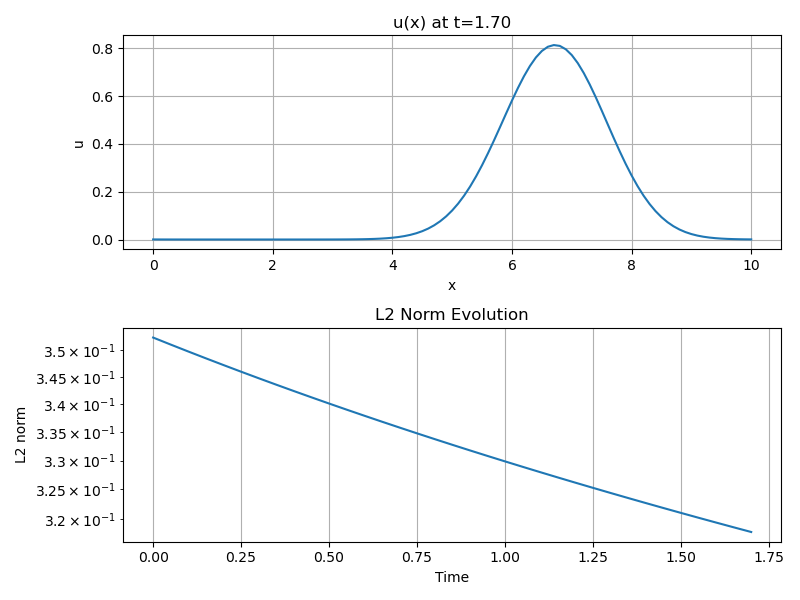 u(x) at t=1.70
0.8
0.6
0.4
0.2
0.0
u
0 2 4 6 8 10
x
L2 Norm Evolution
3.5 × 10⁻¹
3.45 × 10⁻¹
3.4 × 10⁻¹
3.35 × 10⁻¹
3.3 × 10⁻¹
3.25 × 10⁻¹
3.2 × 10⁻¹
L2 norm
0.00 0.25 0.50 0.75 1.00 1.25 1.50 1.75
Time